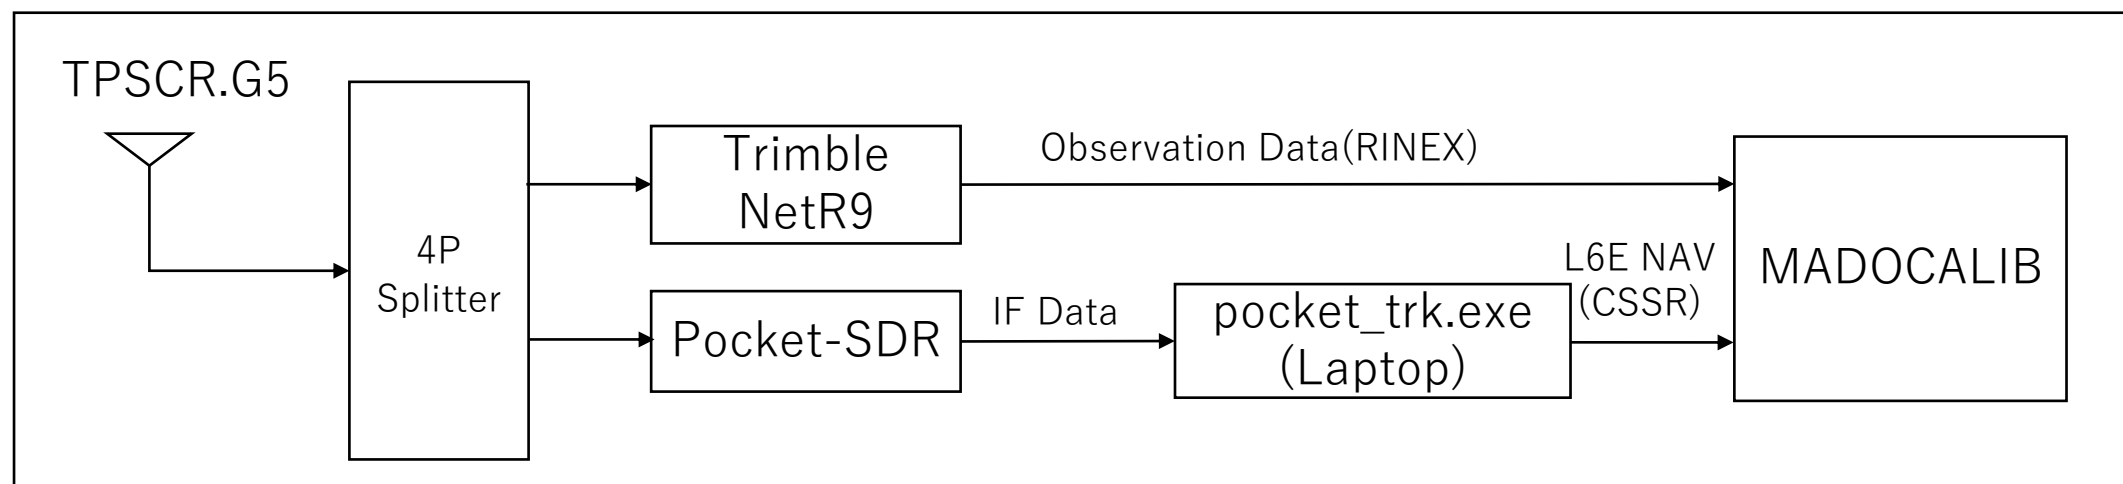 TPSCR.G5
4P
Splitter
Trimble
NetR9
Observation Data(RINEX)
Pocket-SDR
IF Data
pocket_trk.exe
(Laptop)
L6E NAV
(CSSR)
MADOCALIB